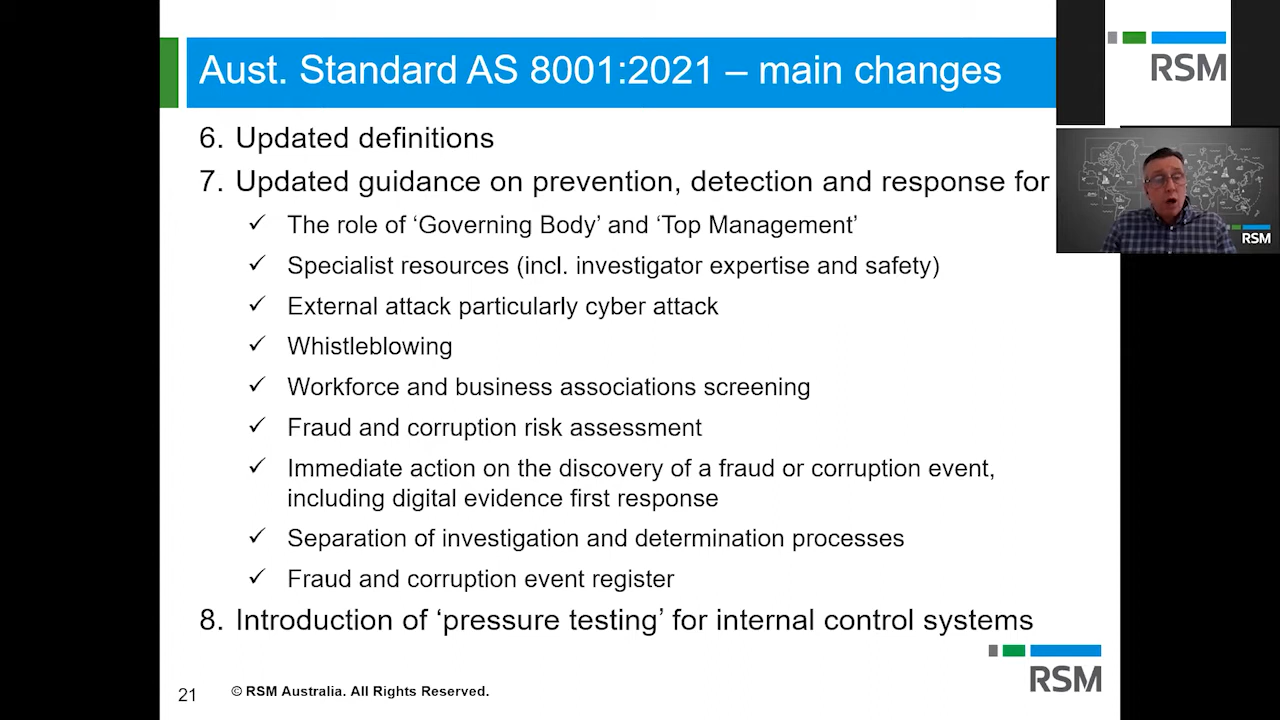 Aust. Standard AS 8001:2021 – main changes
6. Updated definitions
7. Updated guidance on prevention, detection and response for
✓ The role of ‘Governing Body’ and ‘Top Management’
✓ Specialist resources (incl. investigator expertise and safety)
✓ External attack particularly cyber attack
✓ Whistleblowing
✓ Workforce and business associations screening
✓ Fraud and corruption risk assessment
✓ Immediate action on the discovery of a fraud or corruption event,
including digital evidence first response
✓ Separation of investigation and determination processes
✓ Fraud and corruption event register
8. Introduction of ‘pressure testing’ for internal control systems
21
© RSM Australia. All Rights Reserved.
RSM
RSM
RSM